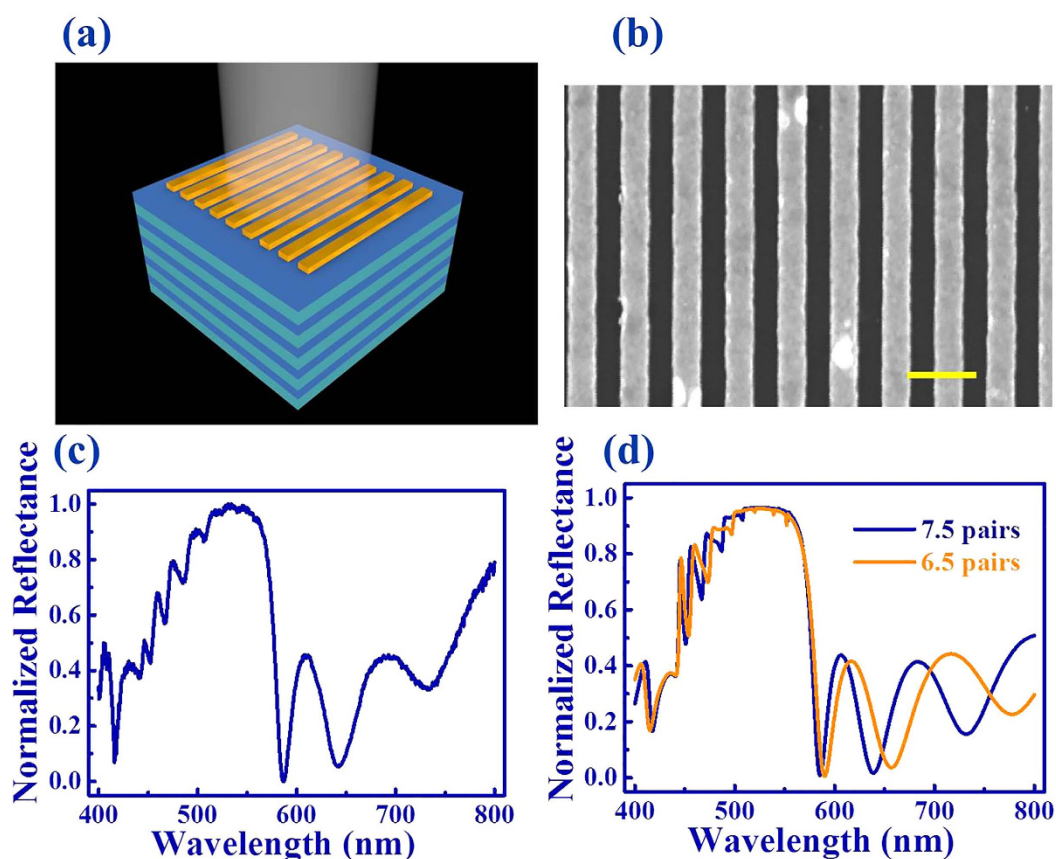 (a)
(b)
(c)
Normalized Reflectance
1.0
0.8
0.6
0.4
0.2
0.0
400 500 600 700 800
Wavelength (nm)
(d)
Normalized Reflectance
1.0
0.8
0.6
0.4
0.2
0.0
7.5 pairs
6.5 pairs
400 500 600 700 800
Wavelength (nm)